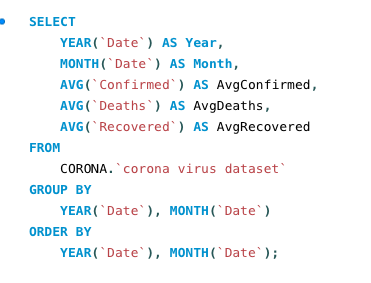 SELECT
    YEAR(`Date`) AS Year,
    MONTH(`Date`) AS Month,
    AVG(`Confirmed`) AS AvgConfirmed,
    AVG(`Deaths`) AS AvgDeaths,
    AVG(`Recovered`) AS AvgRecovered
FROM
    CORONA.`corona virus dataset`
GROUP BY
    YEAR(`Date`), MONTH(`Date`)
ORDER BY
    YEAR(`Date`), MONTH(`Date`);